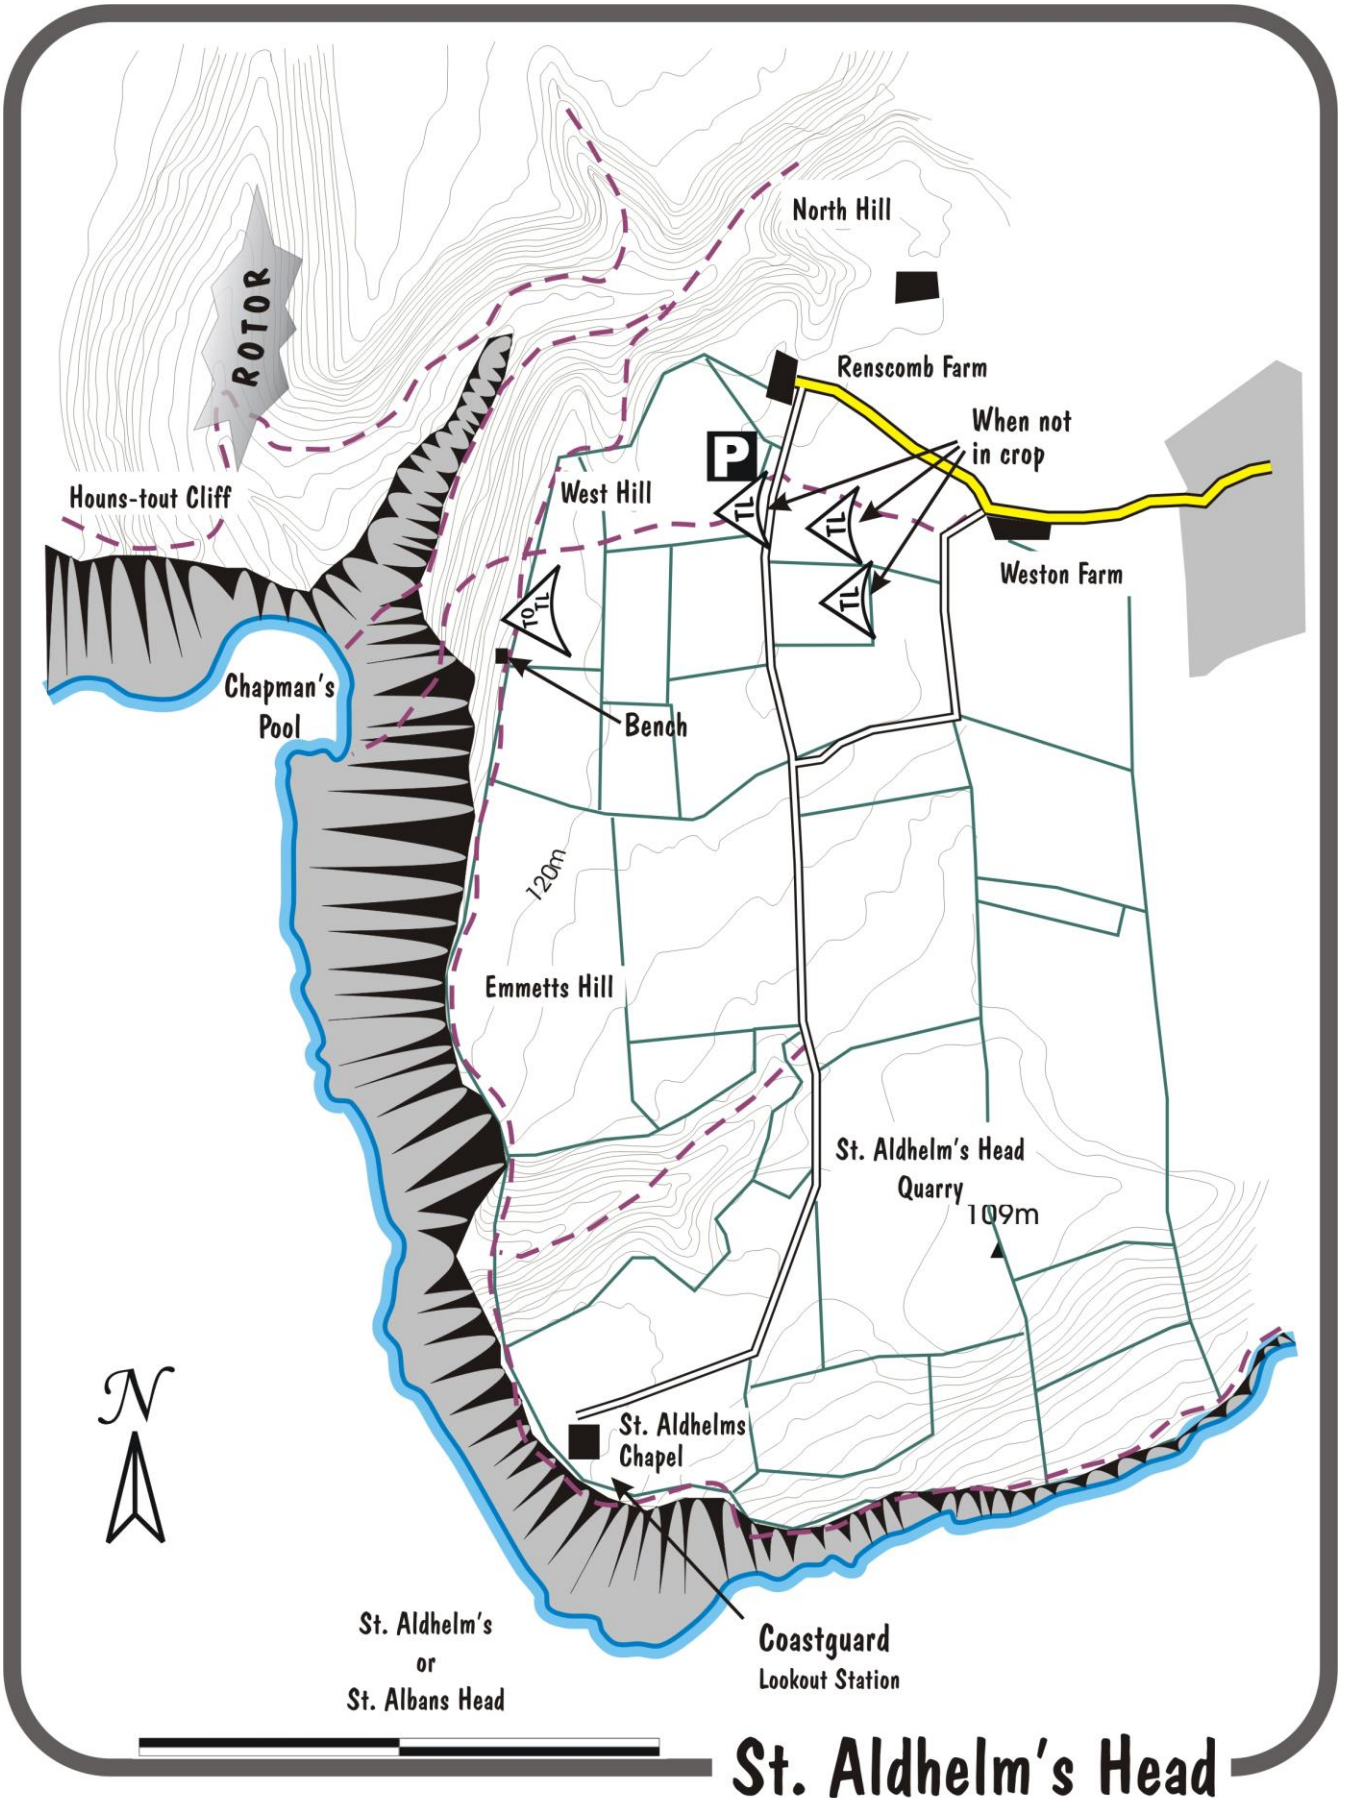 North Hill
ROTOR
Renscomb Farm
When not
in crop
P
Houns-tout Cliff
West Hill
TL
TL
TL
TO
TL
Weston Farm
Chapman's
Pool
Bench
120m
Emmetts Hill
St. Aldhelm's Head
Quarry
109m
N
St. Aldhelms
Chapel
St. Aldhelm's
or
St. Albans Head
Coastguard
Lookout Station
St. Aldhelm's Head